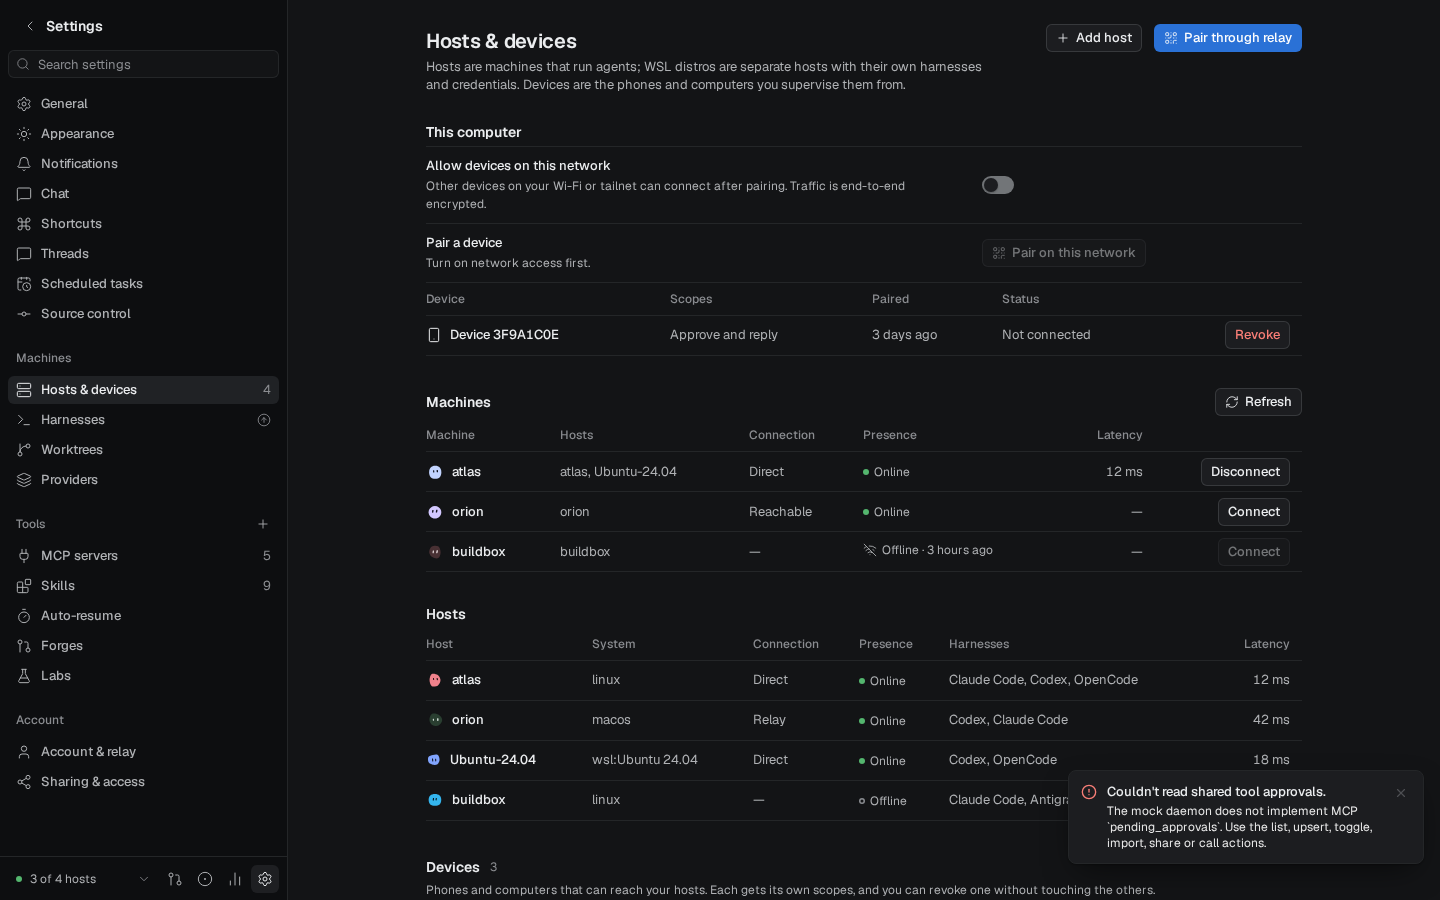 Settings
Search settings
General
Appearance
Notifications
Chat
Shortcuts
Threads
Scheduled tasks
Source control
Machines
Hosts & devices 4
Harnesses
Worktrees
Providers
Tools
MCP servers 5
Skills 9
Auto-resume
Forges
Labs
Account
Account & relay
Sharing & access
3 of 4 hosts
Hosts & devices
Add host
Pair through relay
Hosts are machines that run agents; WSL distros are separate hosts with their own harnesses
and credentials. Devices are the phones and computers you supervise them from.
This computer
Allow devices on this network
Other devices on your Wi-Fi or tailnet can connect after pairing. Traffic is end-to-end
encrypted.
Pair a device
Turn on network access first.
Pair on this network
Device Scopes Paired Status
Device 3F9A1C0E Approve and reply 3 days ago Not connected Revoke
Machines Refresh
Machine Hosts Connection Presence Latency
atlas atlas, Ubuntu-24.04 Direct Online 12 ms Disconnect
orion orion Reachable Online — Connect
buildbox buildbox — Offline · 3 hours ago — Connect
Hosts
Host System Connection Presence Harnesses Latency
atlas linux Direct Online Claude Code, Codex, OpenCode 12 ms
orion macos Relay Online Codex, Claude Code 42 ms
Ubuntu-24.04 wsl:Ubuntu 24.04 Direct Online Codex, OpenCode 18 ms
buildbox linux — Offline Claude Code, Antigra
Couldn't read shared tool approvals.
The mock daemon does not implement MCP
`pending_approvals`. Use the list, upsert, toggle,
import, share or call actions.
Devices 3
Phones and computers that can reach your hosts. Each gets its own scopes, and you can revoke one without touching the others.